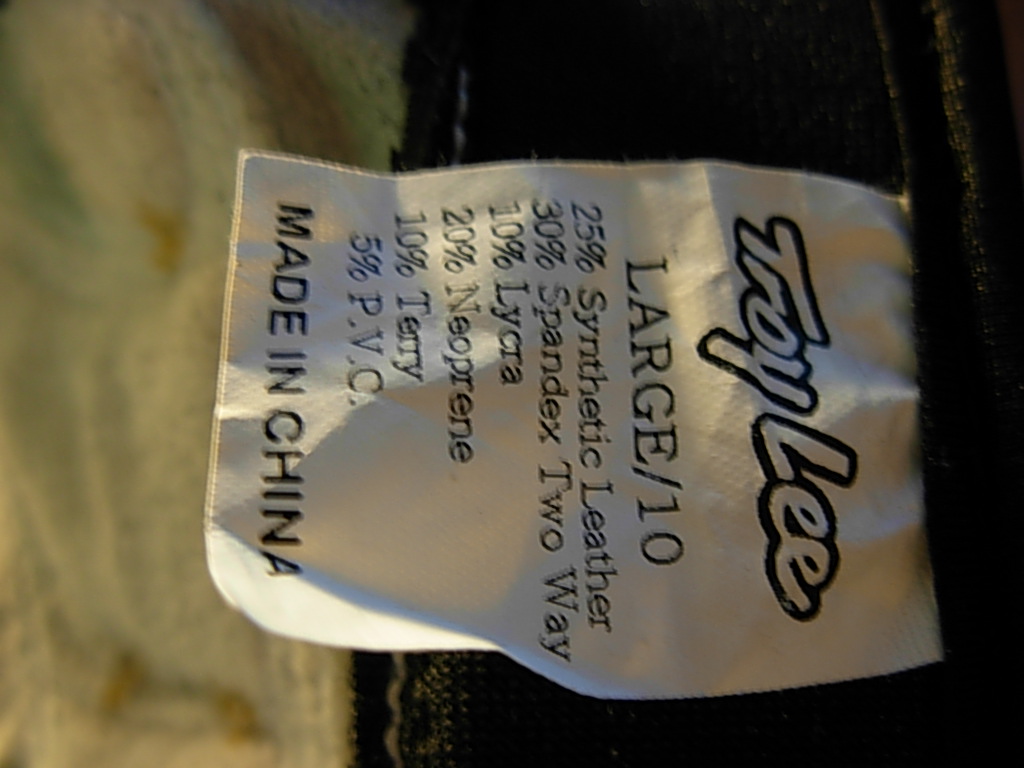 Troy Lee
LARGE/10
25% Synthetic Leather
30% Spandex Two Way
10% Lycra
20% Neoprene
10% Terry
5% P.V.C.
MADE IN CHINA